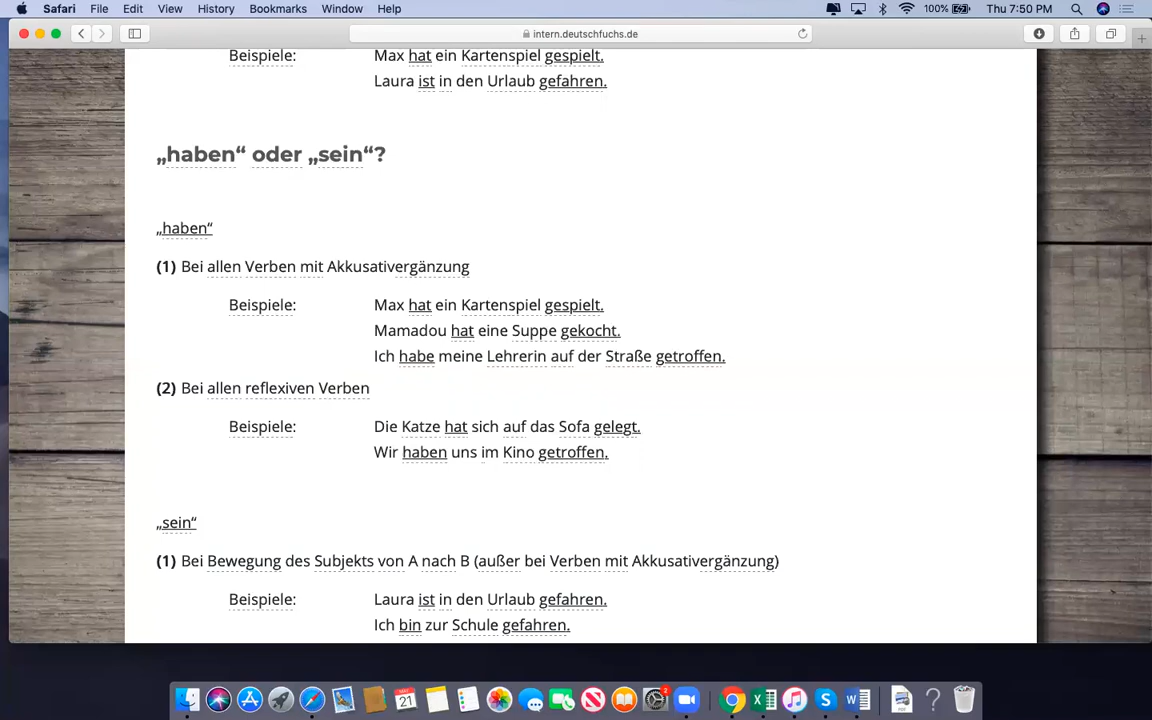 Safari File Edit View History Bookmarks Window Help 100% Thu 7:50 PM
intern.deutschfuchs.de
Beispiele: Max hat ein Kartenspiel gespielt.
Laura ist in den Urlaub gefahren.
„haben“ oder „sein“?
„haben“
(1) Bei allen Verben mit Akkusativergänzung
Beispiele: Max hat ein Kartenspiel gespielt.
Mamadou hat eine Suppe gekocht.
Ich habe meine Lehrerin auf der Straße getroffen.
(2) Bei allen reflexiven Verben
Beispiele: Die Katze hat sich auf das Sofa gelegt.
Wir haben uns im Kino getroffen.
„sein“
(1) Bei Bewegung des Subjekts von A nach B (außer bei Verben mit Akkusativergänzung)
Beispiele: Laura ist in den Urlaub gefahren.
Ich bin zur Schule gefahren.
21
2